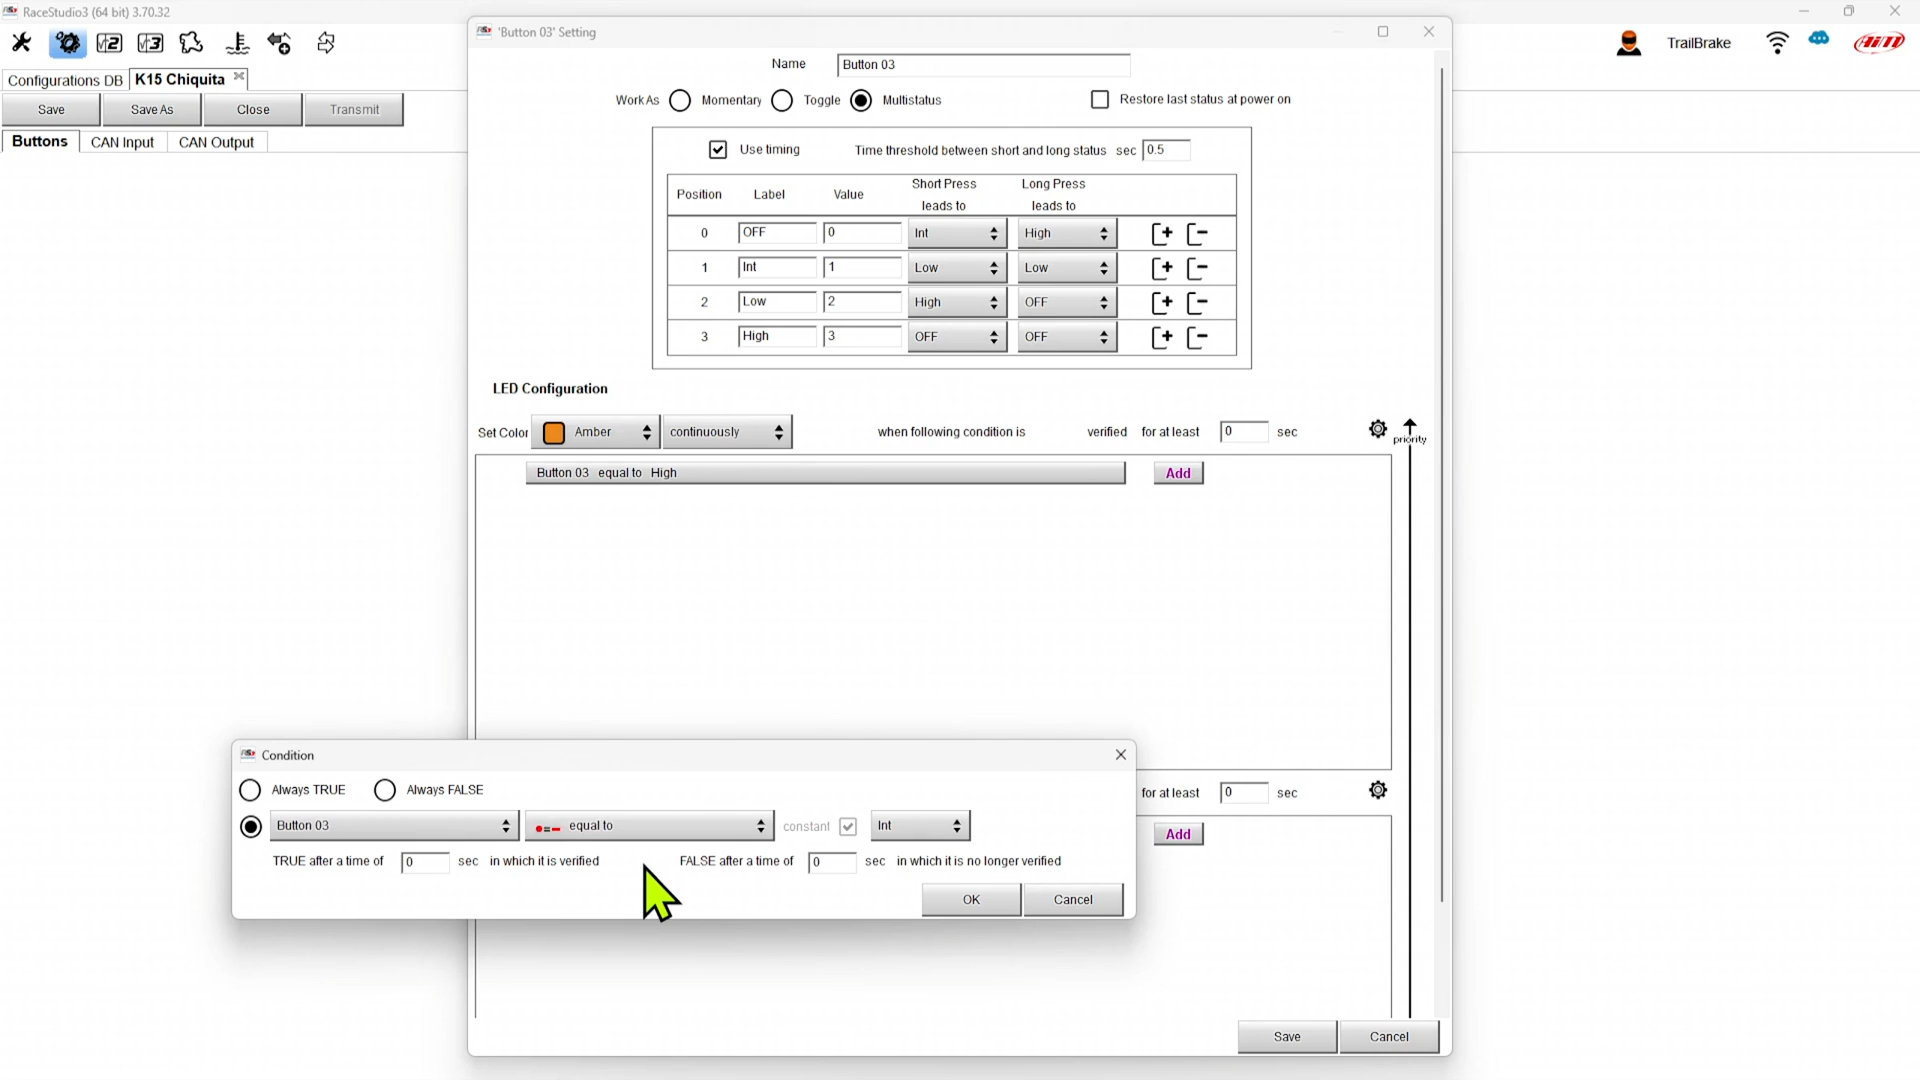 RaceStudio3 (64 bit) 3.70.32
TrailBrake
AiM
Configurations DB
K15 Chiquita
Save
Save As
Close
Transmit
Buttons
CAN Input
CAN Output
'Button 03' Setting
Name
Button 03
Work As
Momentary
Toggle
Multistatus
Restore last status at power on
Use timing
Time threshold between short and long status sec 0.5
Position Label Value Short Press leads to Long Press leads to
0 OFF 0 Int High
1 Int 1 Low Low
2 Low 2 High OFF
3 High 3 OFF OFF
LED Configuration
Set Color Amber continuously when following condition is verified for at least 0 sec
priority
Button 03 equal to High
Add
Condition
Always TRUE
Always FALSE
Button 03 equal to constant Int
TRUE after a time of 0 sec in which it is verified
FALSE after a time of 0 sec in which it is no longer verified
OK
Cancel
for at least 0 sec
Add
Save
Cancel